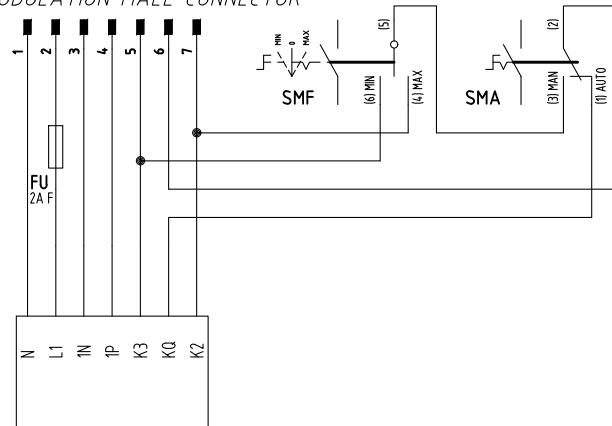 MODULATION MALE CONNECTOR
1
2
3
4
5
6
7
FU
2A F
N
L1
1N
1P
K3
KQ
K2
MIN
0
MAX
SMF
(5)
(6) MIN
(4) MAX
SMA
(2)
(3) MAN
(1) AUTO